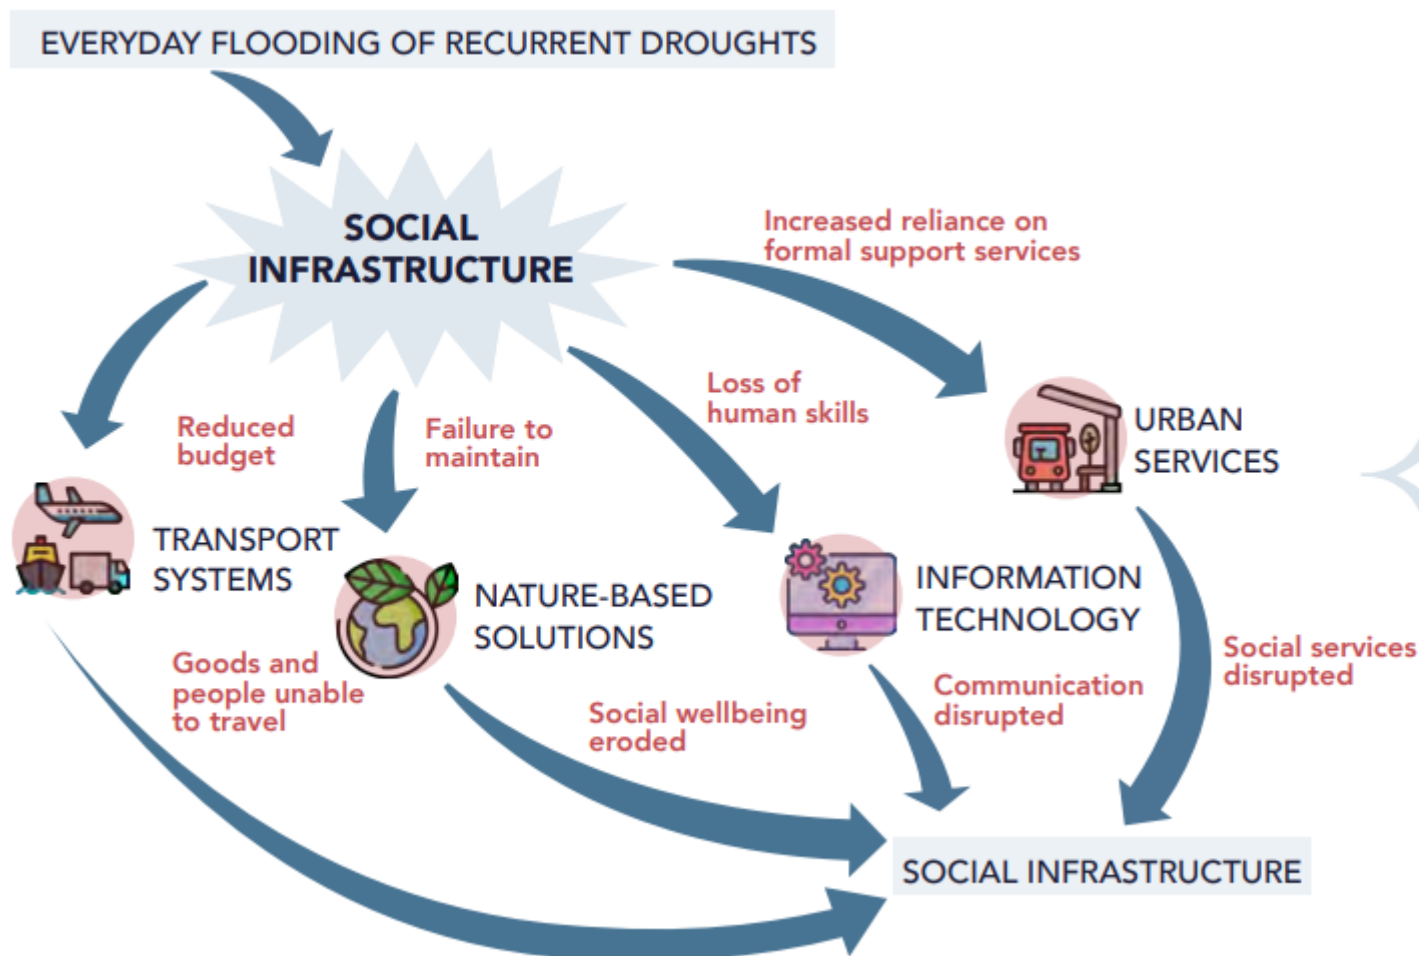 EVERYDAY FLOODING OF RECURRENT DROUGHTS
SOCIAL
INFRASTRUCTURE
Increased reliance on
formal support services
Loss of
human skills
Reduced
budget
Failure to
maintain
URBAN
SERVICES
TRANSPORT
SYSTEMS
NATURE-BASED
SOLUTIONS
INFORMATION
TECHNOLOGY
Goods and
people unable
to travel
Social wellbeing
eroded
Communication
disrupted
Social services
disrupted
SOCIAL INFRASTRUCTURE